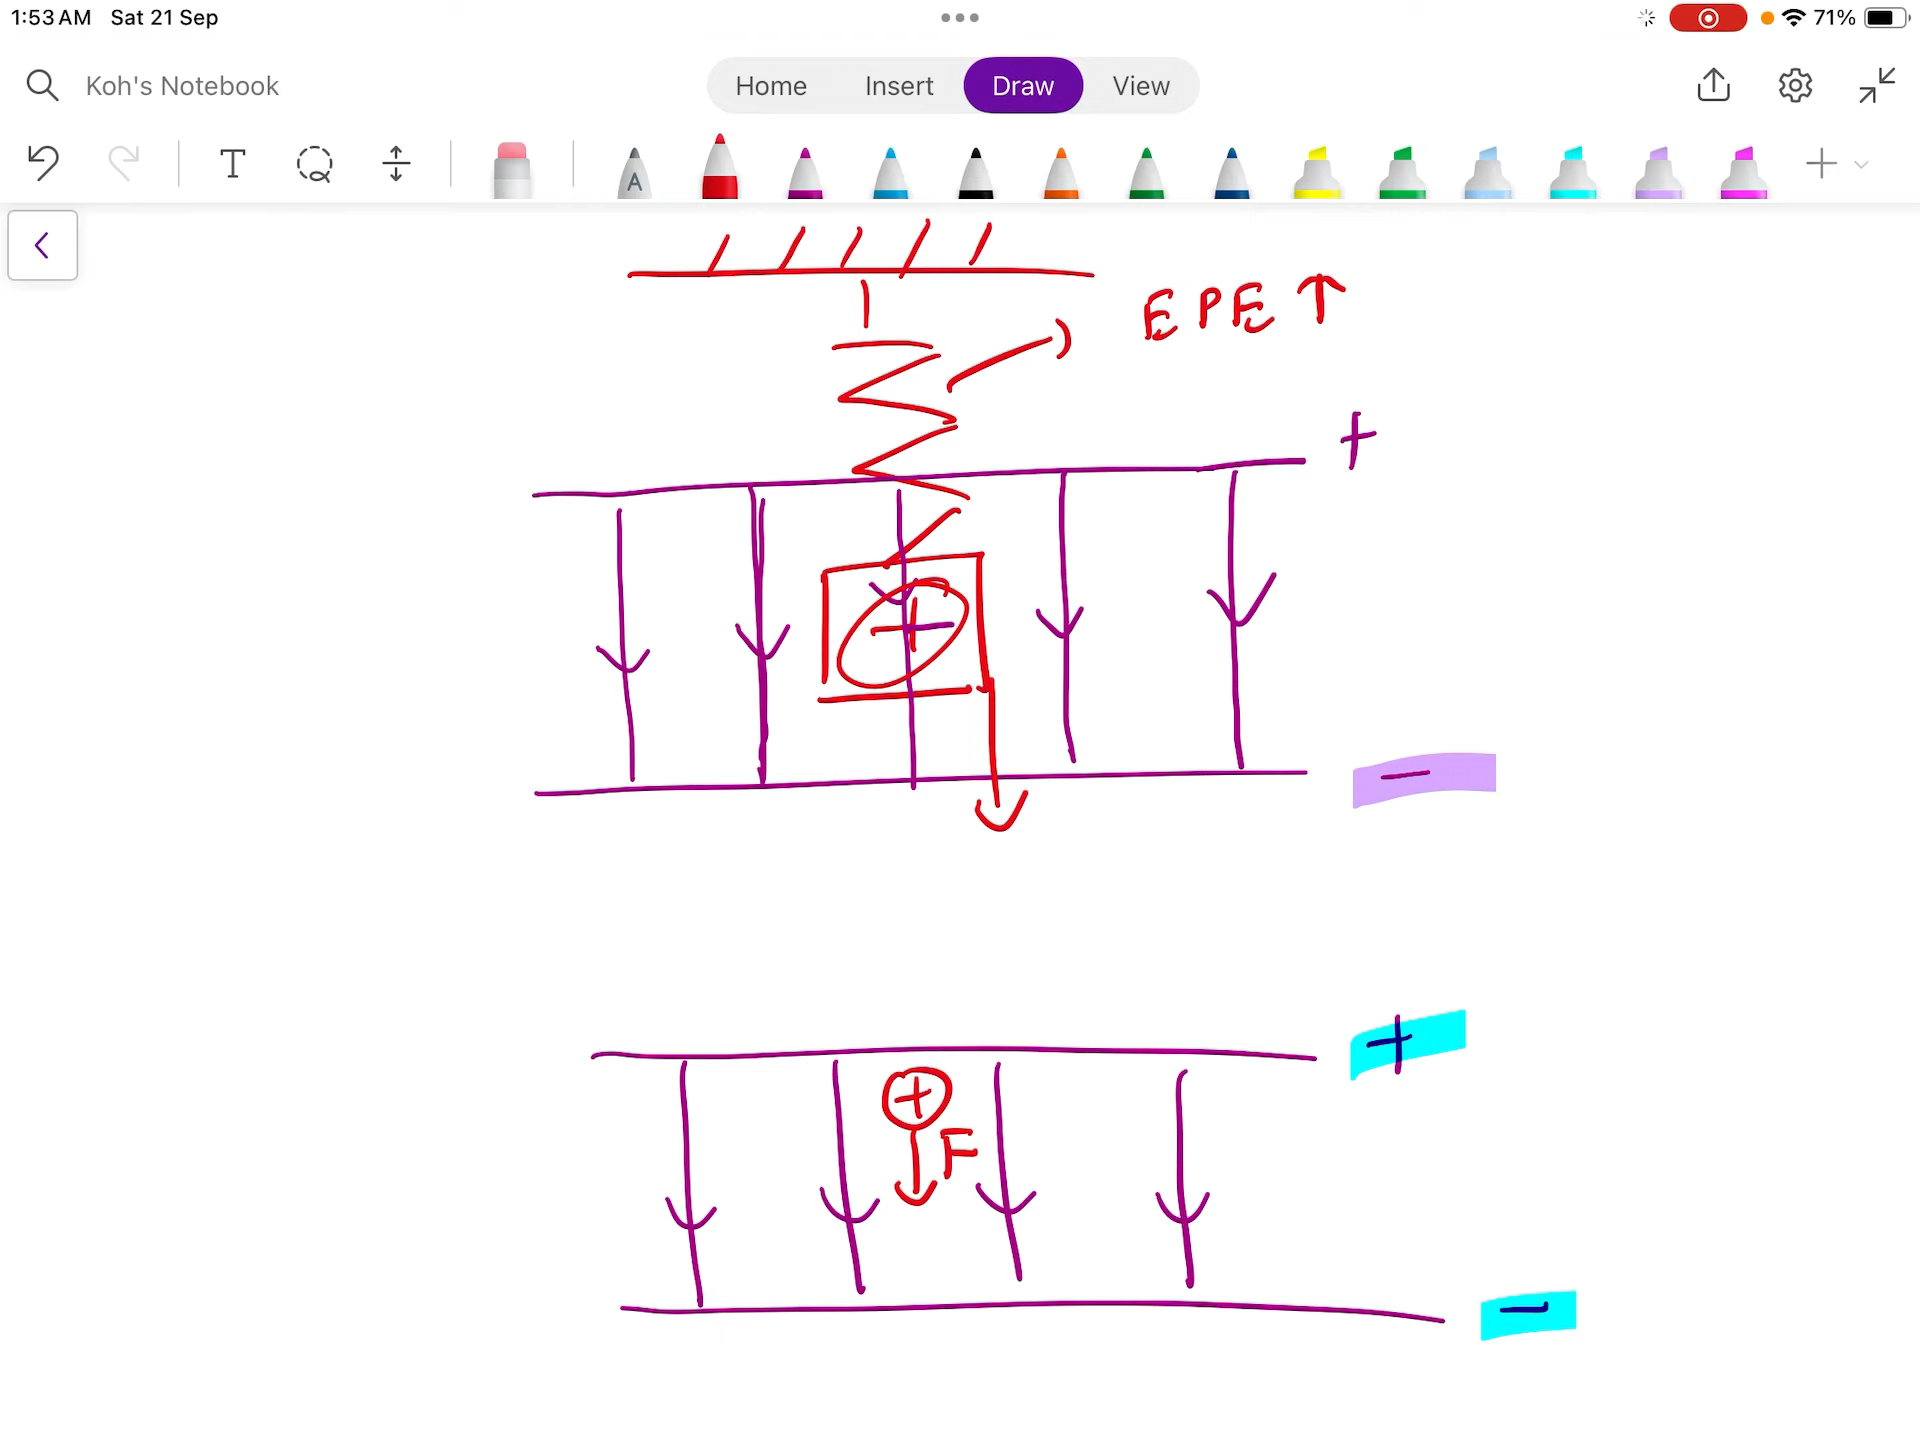 1:53 AM Sat 21 Sep
71%
Koh's Notebook
Home Insert Draw View
T
A
EPE ↑
+
+
-
+
+
F
-